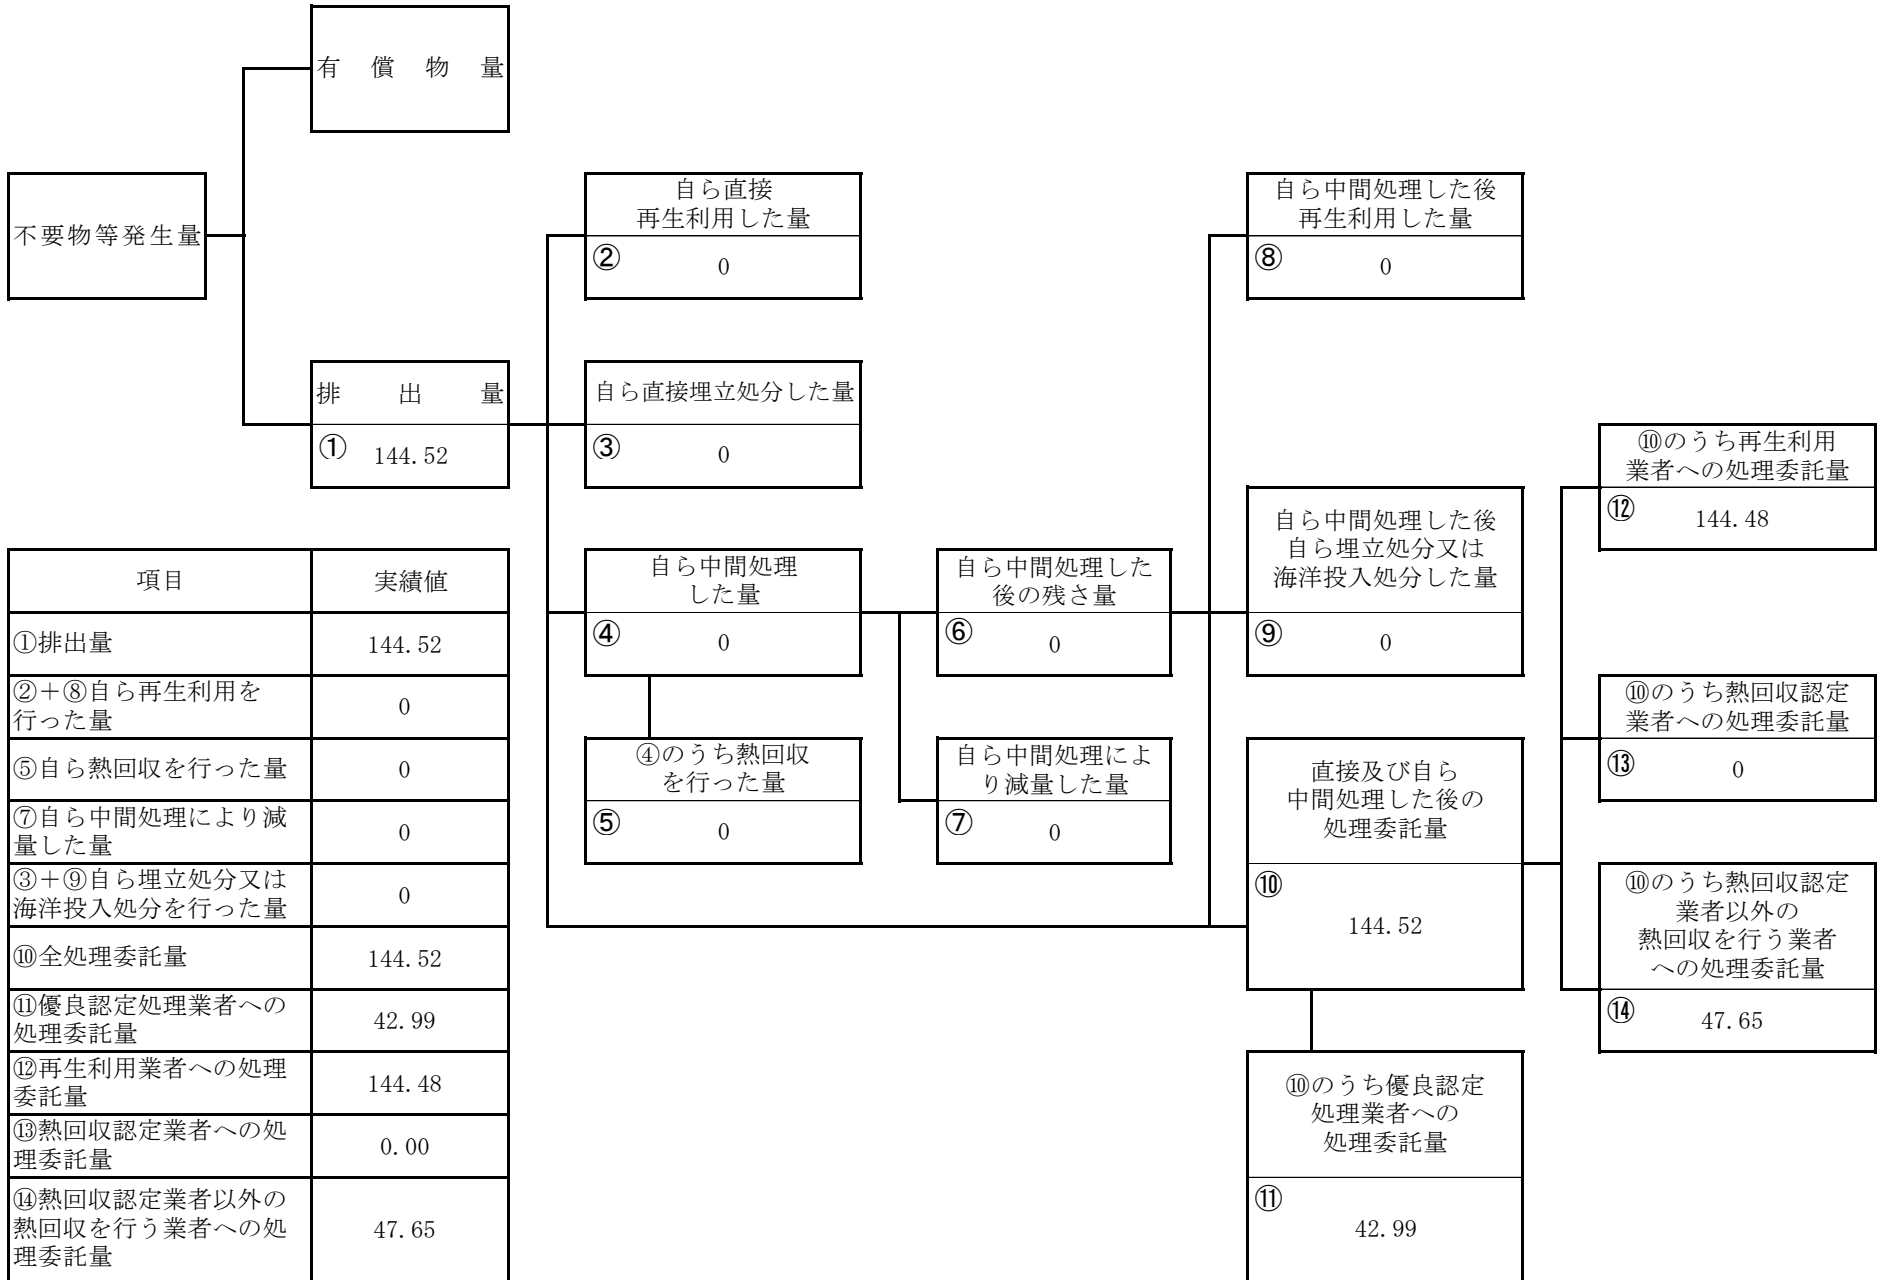 有償物量
不要物等発生量
排出量
① 144.52
自ら直接
再生利用した量
② 0
自ら直接埋立処分した量
③ 0
自ら中間処理
した量
④ 0
④のうち熱回収
を行った量
⑤ 0
自ら中間処理した
後の残さ量
⑥ 0
自ら中間処理によ
り減量した量
⑦ 0
自ら中間処理した後
再生利用した量
⑧ 0
自ら中間処理した後
自ら埋立処分又は
海洋投入処分した量
⑨ 0
直接及び自ら
中間処理した後の
処理委託量
⑩
144.52
⑩のうち優良認定
処理業者への
処理委託量
⑪
42.99
⑩のうち再生利用
業者への処理委託量
⑫ 144.48
⑩のうち熱回収認定
業者への処理委託量
⑬ 0
⑩のうち熱回収認定
業者以外の
熱回収を行う業者
への処理委託量
⑭ 47.65
項目 実績値
①排出量 144.52
②+⑧自ら再生利用を
行った量 0
⑤自ら熱回収を行った量 0
⑦自ら中間処理により減
量した量 0
③+⑨自ら埋立処分又は
海洋投入処分を行った量 0
⑩全処理委託量 144.52
⑪優良認定処理業者への
処理委託量 42.99
⑫再生利用業者への処理
委託量 144.48
⑬熱回収認定業者への処
理委託量 0.00
⑭熱回収認定業者以外の
熱回収を行う業者への処
理委託量 47.65